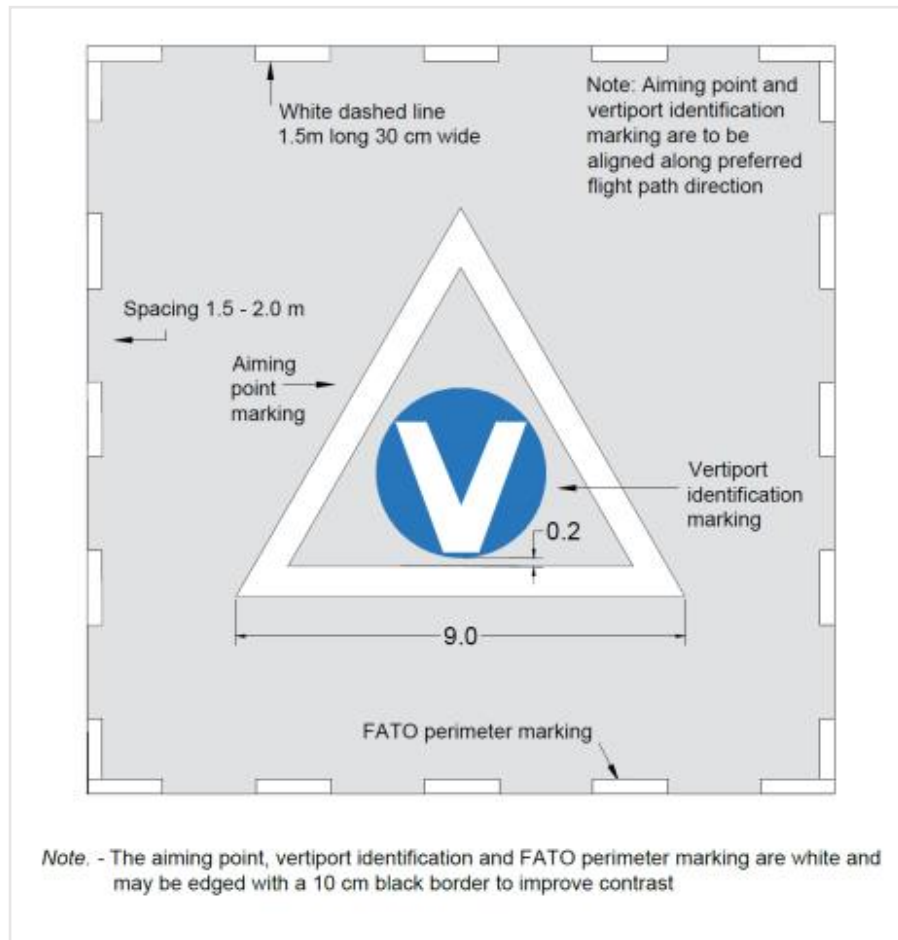 White dashed line
1.5m long 30 cm wide
Note: Aiming point and
vertiport identification
marking are to be
aligned along preferred
flight path direction
Spacing 1.5 - 2.0 m
Aiming
point
marking
V
Vertiport
identification
marking
0.2
9.0
FATO perimeter marking
Note. - The aiming point, vertiport identification and FATO perimeter marking are white and
may be edged with a 10 cm black border to improve contrast